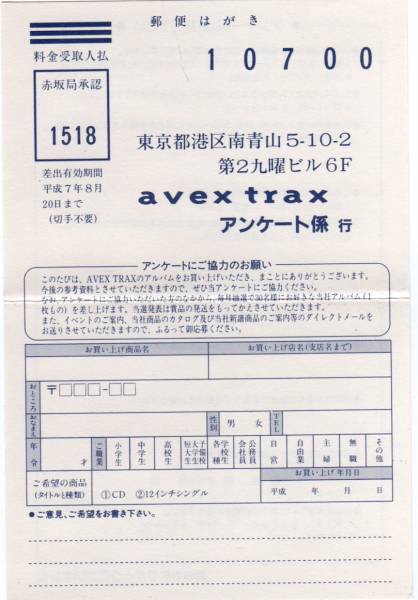 郵便はがき
料金受取人払
10700
赤坂局承認
1518
差出有効期間
平成7年8月
20日まで
(切手不要)
東京都港区南青山5-10-2
第2九曜ビル6F
avex trax
アンケート係 行
アンケートにご協力のお願い
このたびは、AVEX TRAXのアルバムをお買い上げいただき、まことにありがとうございます。
今後の参考資料とさせていただきますので、ぜひ当アンケートにご協力ください。
なお、アンケートにご協力いただいた方のなかから、毎月抽選で30名様にお好きな当社アルバム(1
枚もの)を差し上げます。当選発表は賞品の発送をもってかえさせていただきます。
また、イベントのご案内、当社商品のカタログ及び当社新譜商品のご案内等のダイレクトメールを
お送りさせていただきますので、ふるって御応募ください。
お買い上げ商品名 お買い上げ店名(支店名まで)
おところ 〒□□□-□□
おなまえ 性別 男 女 TEL
年令 才 ご職業 小学生 中学生 高校生 短大予大学備生生校 各学校種生 公務員会社員 自営 自由業 主婦 無職 その他
ご希望の商品
(タイトルと種類) ①CD ②12インチシングル
お買い上げ年月日
平成 年 月 日
●ご意見、ご希望をお書き下さい。